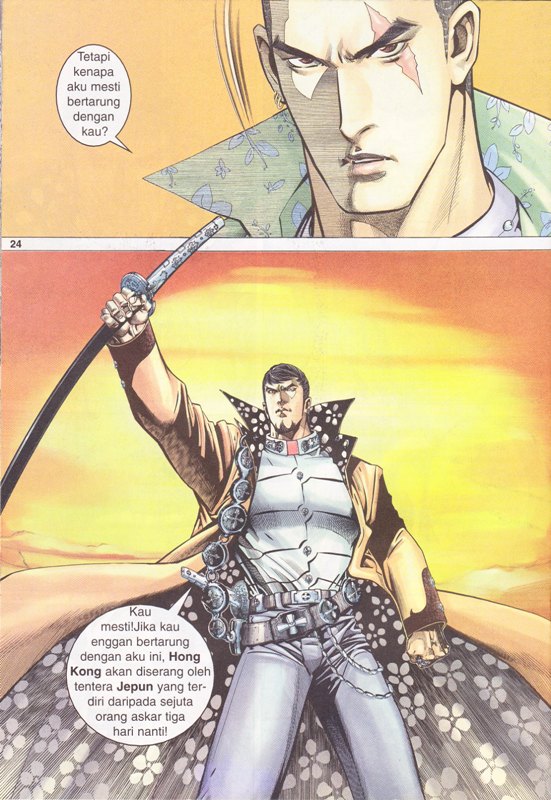 Tetapi
kenapa
aku mesti
bertarung
dengan
kau?
24
Kau
mesti!Jika kau
enggan bertarung
dengan aku ini, Hong
Kong akan diserang oleh
tentera Jepun yang ter-
diri daripada sejuta
orang askar tiga
hari nanti!